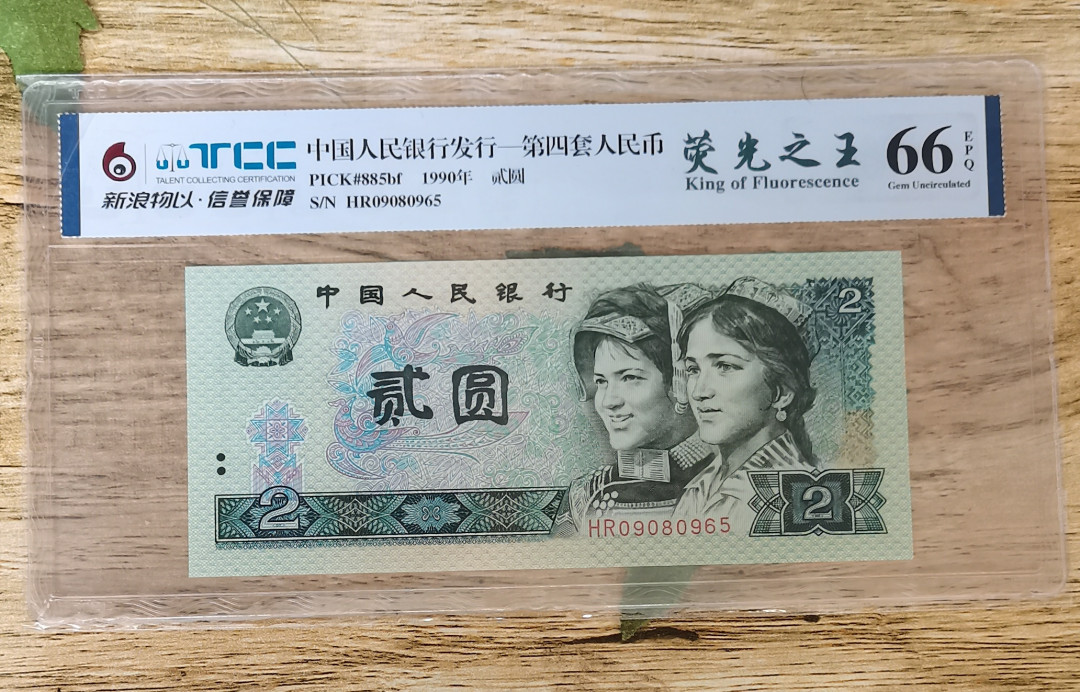 TCC
TALENT COLLECTING CERTIFICATION
新浪物以·信誉保障
中国人民银行发行—第四套人民币
PICK#885bf 1990年 贰圆
S/N HR09080965
荧光之王
King of Fluorescence
66 EPQ
Gem Uncirculated
中国人民银行
2
贰圆
2
HR09080965
2